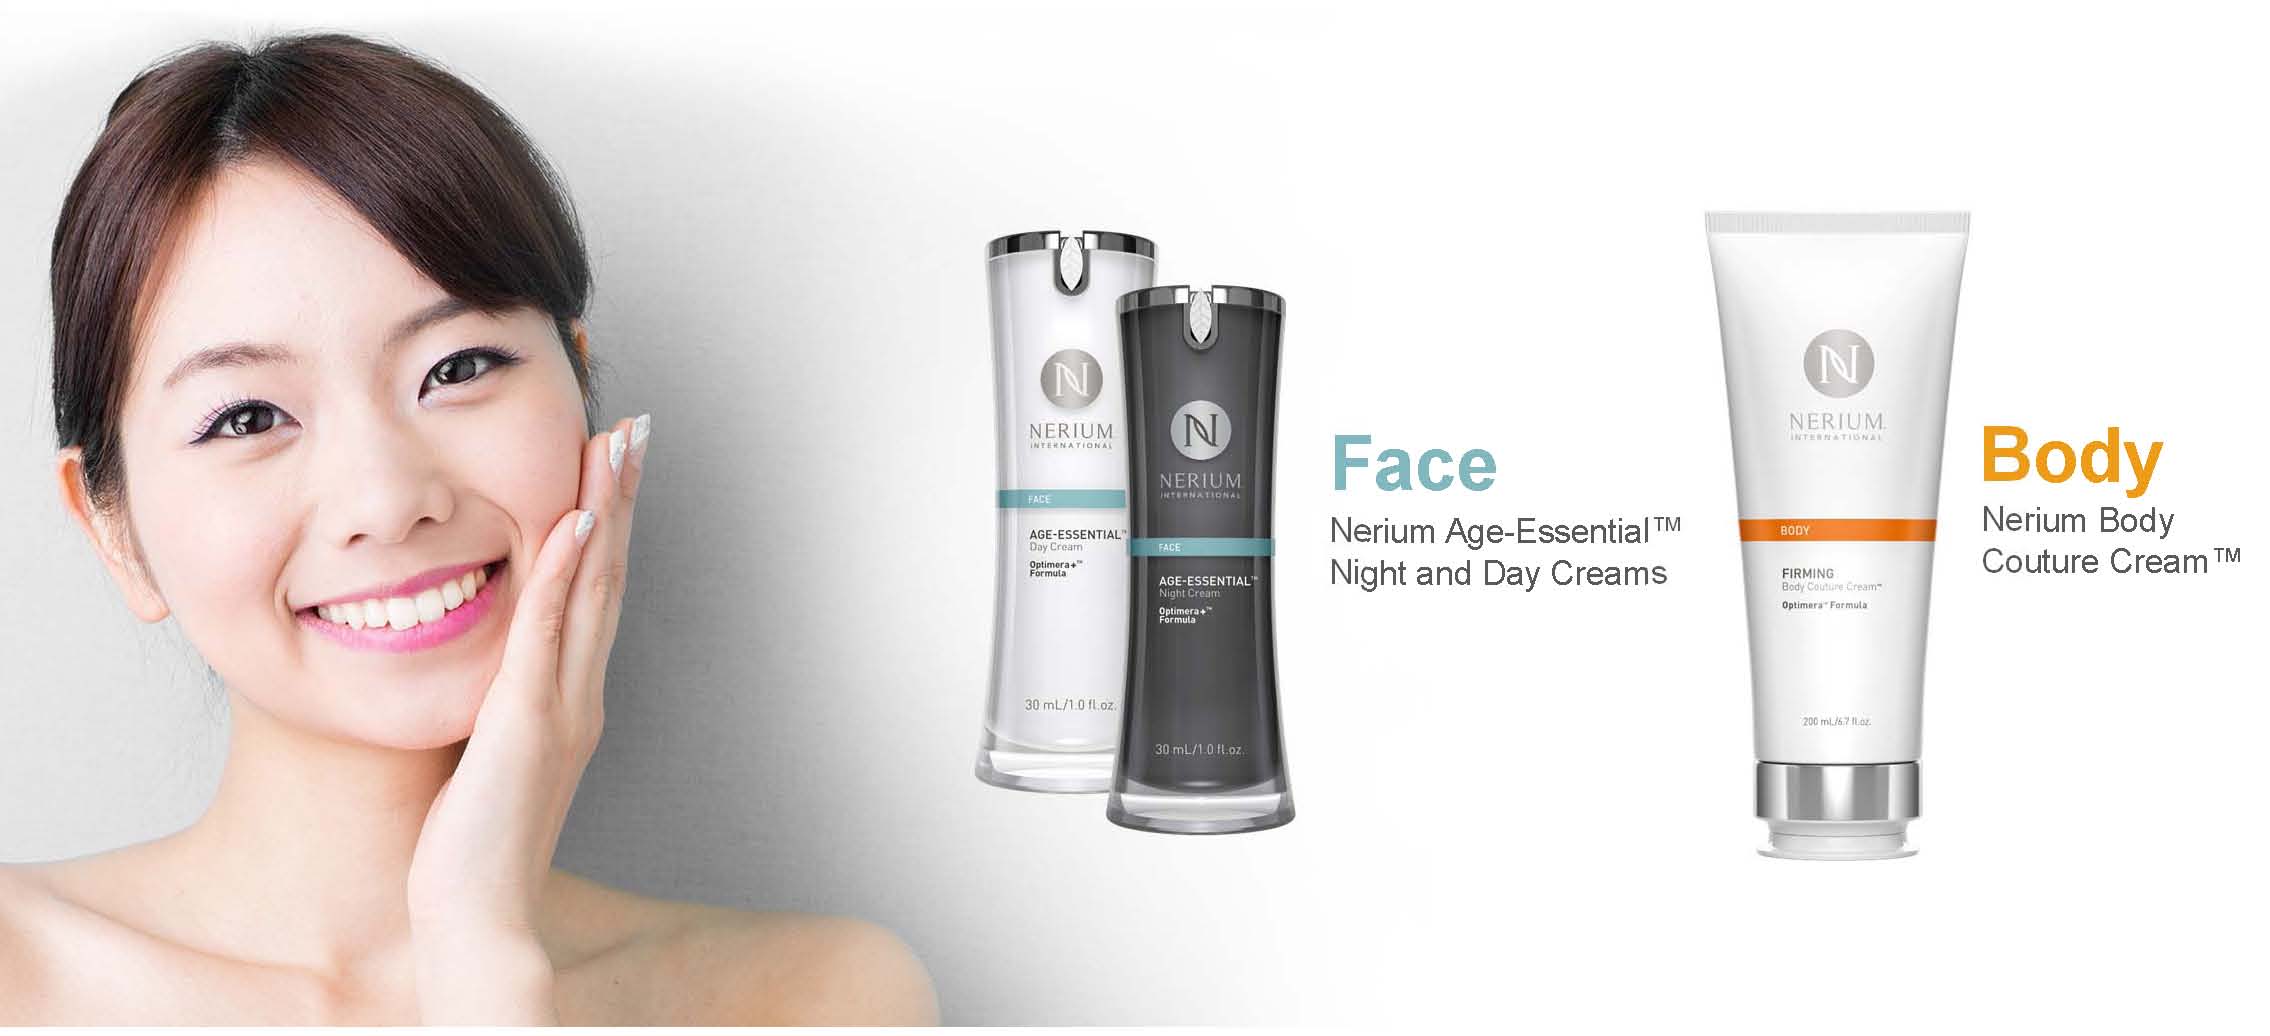 N
NERIUM
INTERNATIONAL
FACE
AGE-ESSENTIAL™
Day Cream
Optimera+™
Formula
30 mL/1.0 fl.oz.
N
NERIUM
INTERNATIONAL
FACE
AGE-ESSENTIAL™
Night Cream
Optimera+™
Formula
30 mL/1.0 fl.oz.
Face
Nerium Age-Essential™
Night and Day Creams
N
NERIUM
INTERNATIONAL
BODY
FIRMING
Body Couture Cream™
Optimera™ Formula
200 mL/6.7 fl.oz.
Body
Nerium Body
Couture Cream™